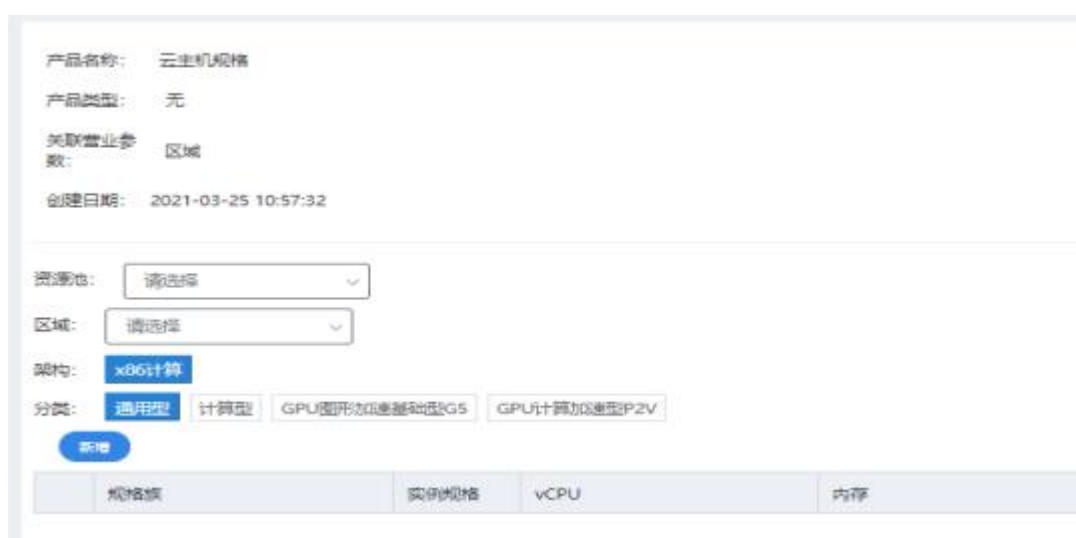 产品名称: 云主机规格
产品类型: 无
关联营业参
数: 区域
创建日期: 2021-03-25 10:57:32
资源池: 请选择
区域: 请选择
架构: x86计算
分类: 通用型 计算型 GPU图形加速基础型G5 GPU计算加速型P2V
新增
规格族 实例规格 vCPU 内存